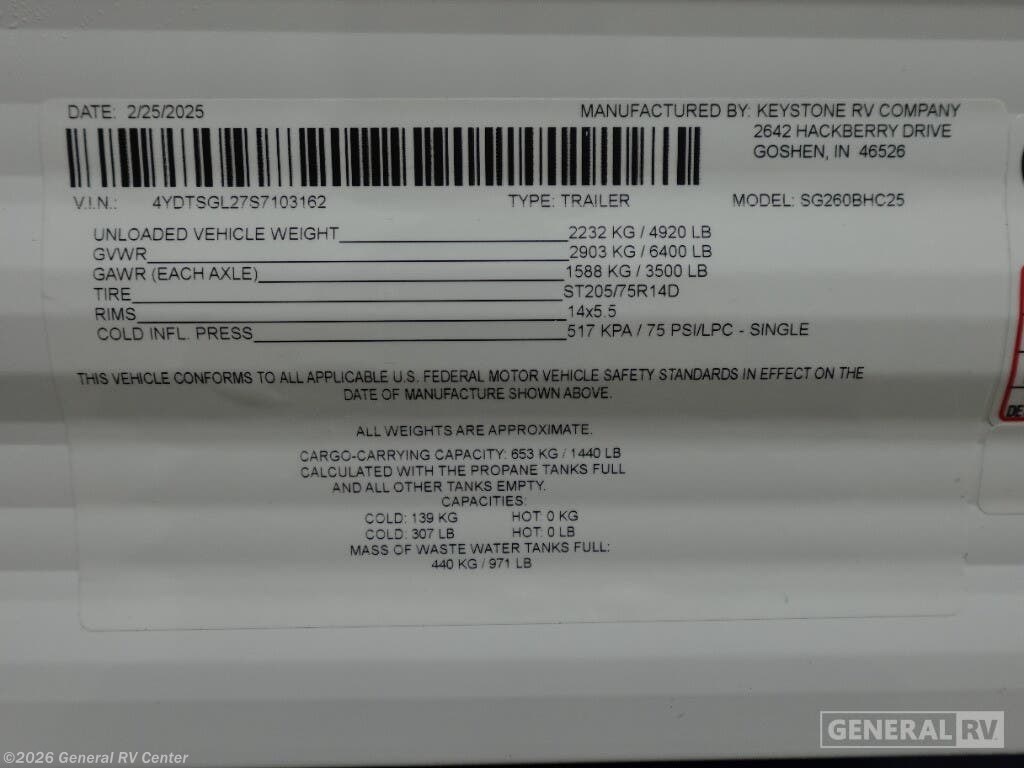 DATE: 2/25/2025
MANUFACTURED BY: KEYSTONE RV COMPANY
2642 HACKBERRY DRIVE
GOSHEN, IN 46526
V.I.N.: 4YDTSGL27S7103162 TYPE: TRAILER MODEL: SG260BHC25
UNLOADED VEHICLE WEIGHT 2232 KG / 4920 LB
GVWR 2903 KG / 6400 LB
GAWR (EACH AXLE) 1588 KG / 3500 LB
TIRE ST205/75R14D
RIMS 14x5.5
COLD INFL. PRESS 517 KPA / 75 PSI/LPC - SINGLE
THIS VEHICLE CONFORMS TO ALL APPLICABLE U.S. FEDERAL MOTOR VEHICLE SAFETY STANDARDS IN EFFECT ON THE
DATE OF MANUFACTURE SHOWN ABOVE.
ALL WEIGHTS ARE APPROXIMATE.
CARGO-CARRYING CAPACITY: 653 KG / 1440 LB
CALCULATED WITH THE PROPANE TANKS FULL
AND ALL OTHER TANKS EMPTY.
CAPACITIES:
COLD: 139 KG HOT: 0 KG
COLD: 307 LB HOT: 0 LB
MASS OF WASTE WATER TANKS FULL:
440 KG / 971 LB
GENERAL RV
©2026 General RV Center